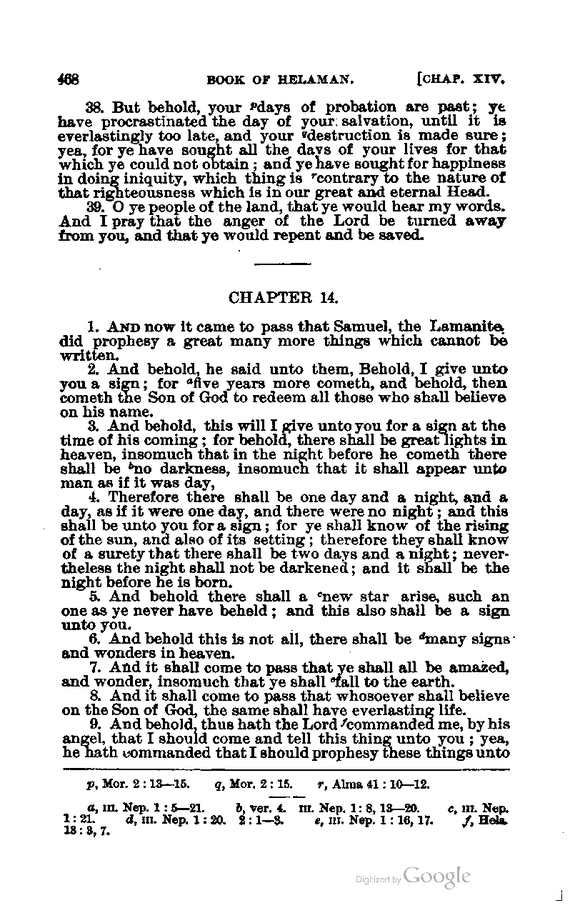 468 BOOK OF HELAMAN. [CHAP. XIV.
38. But behold, your ᵖdays of probation are past; ye
have procrastinated the day of your salvation, until it is
everlastingly too late, and your ᑫdestruction is made sure;
yea, for ye have sought all the days of your lives for that
which ye could not obtain; and ye have sought for happiness
in doing iniquity, which thing is ʳcontrary to the nature of
that righteousness which is in our great and eternal Head.
39. O ye people of the land, that ye would hear my words.
And I pray that the anger of the Lord be turned away
from you, and that ye would repent and be saved.
CHAPTER 14.
1. AND now it came to pass that Samuel, the Lamanite,
did prophesy a great many more things which cannot be
written.
2. And behold, he said unto them, Behold, I give unto
you a sign; for ᵃfive years more cometh, and behold, then
cometh the Son of God to redeem all those who shall believe
on his name.
3. And behold, this will I give unto you for a sign at the
time of his coming; for behold, there shall be great lights in
heaven, insomuch that in the night before he cometh there
shall be ᵇno darkness, insomuch that it shall appear unto
man as if it was day,
4. Therefore there shall be one day and a night, and a
day, as if it were one day, and there were no night; and this
shall be unto you for a sign; for ye shall know of the rising
of the sun, and also of its setting; therefore they shall know
of a surety that there shall be two days and a night; never-
theless the night shall not be darkened; and it shall be the
night before he is born.
5. And behold there shall a ᶜnew star arise, such an
one as ye never have beheld; and this also shall be a sign
unto you.
6. And behold this is not all, there shall be ᵈmany signs
and wonders in heaven.
7. And it shall come to pass that ye shall all be amazed,
and wonder, insomuch that ye shall ᵉfall to the earth.
8. And it shall come to pass that whosoever shall believe
on the Son of God, the same shall have everlasting life.
9. And behold, thus hath the Lord ᶠcommanded me, by his
angel, that I should come and tell this thing unto you; yea,
he hath commanded that I should prophesy these things unto
p, Mor. 2:13—15. q, Mor. 2:15. r, Alma 41:10—12.
a, III. Nep. 1:5—21. b, ver. 4. III. Nep. 1:8, 13—20. c, III. Nep.
1:21. d, III. Nep. 1:20. 2:1—3. e, III. Nep. 1:16, 17. f, Hela.
13:3, 7.
Digitized by Google